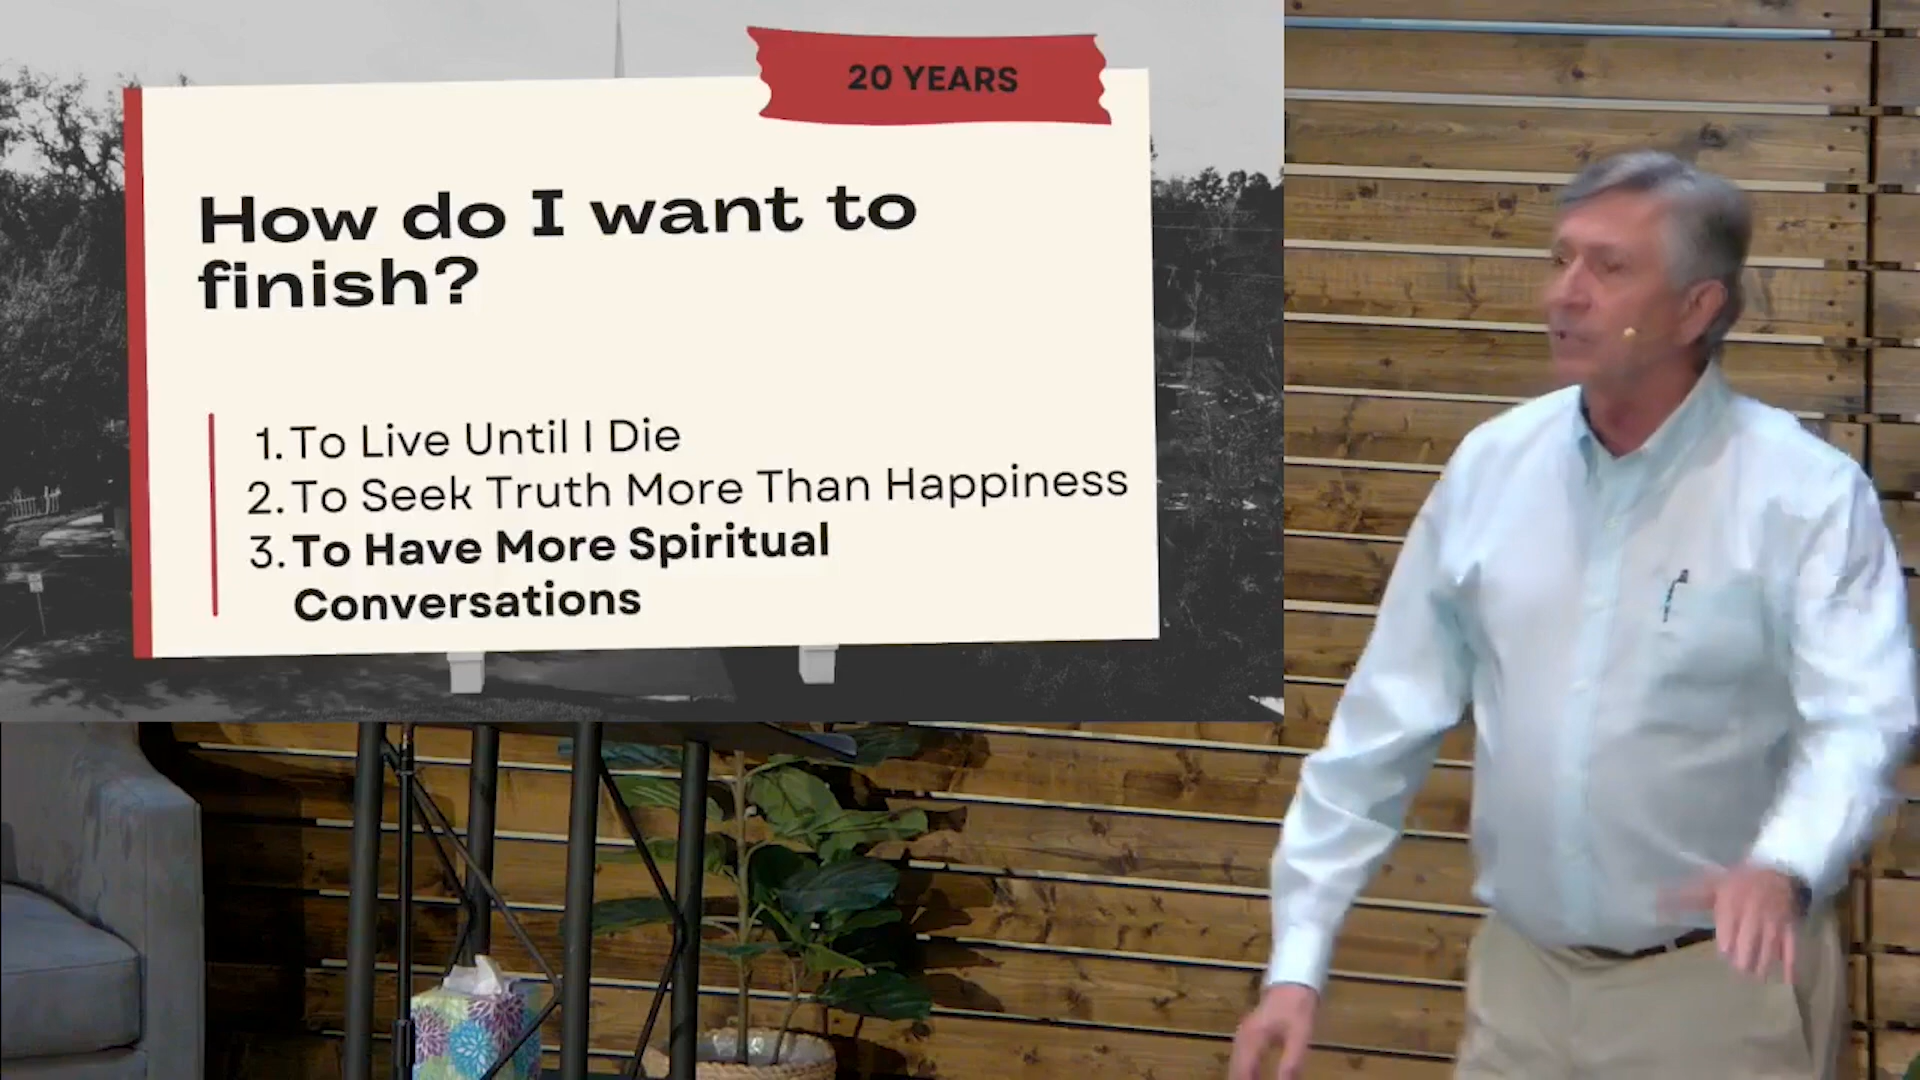 20 YEARS
How do I want to
finish?
1. To Live Until I Die
2. To Seek Truth More Than Happiness
3. To Have More Spiritual
Conversations